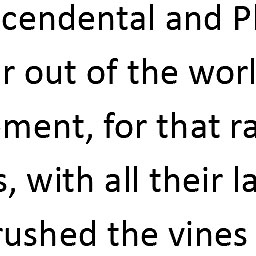 cendental and Pl
r out of the worl
ment, for that ra
s, with all their la
rushed the vines